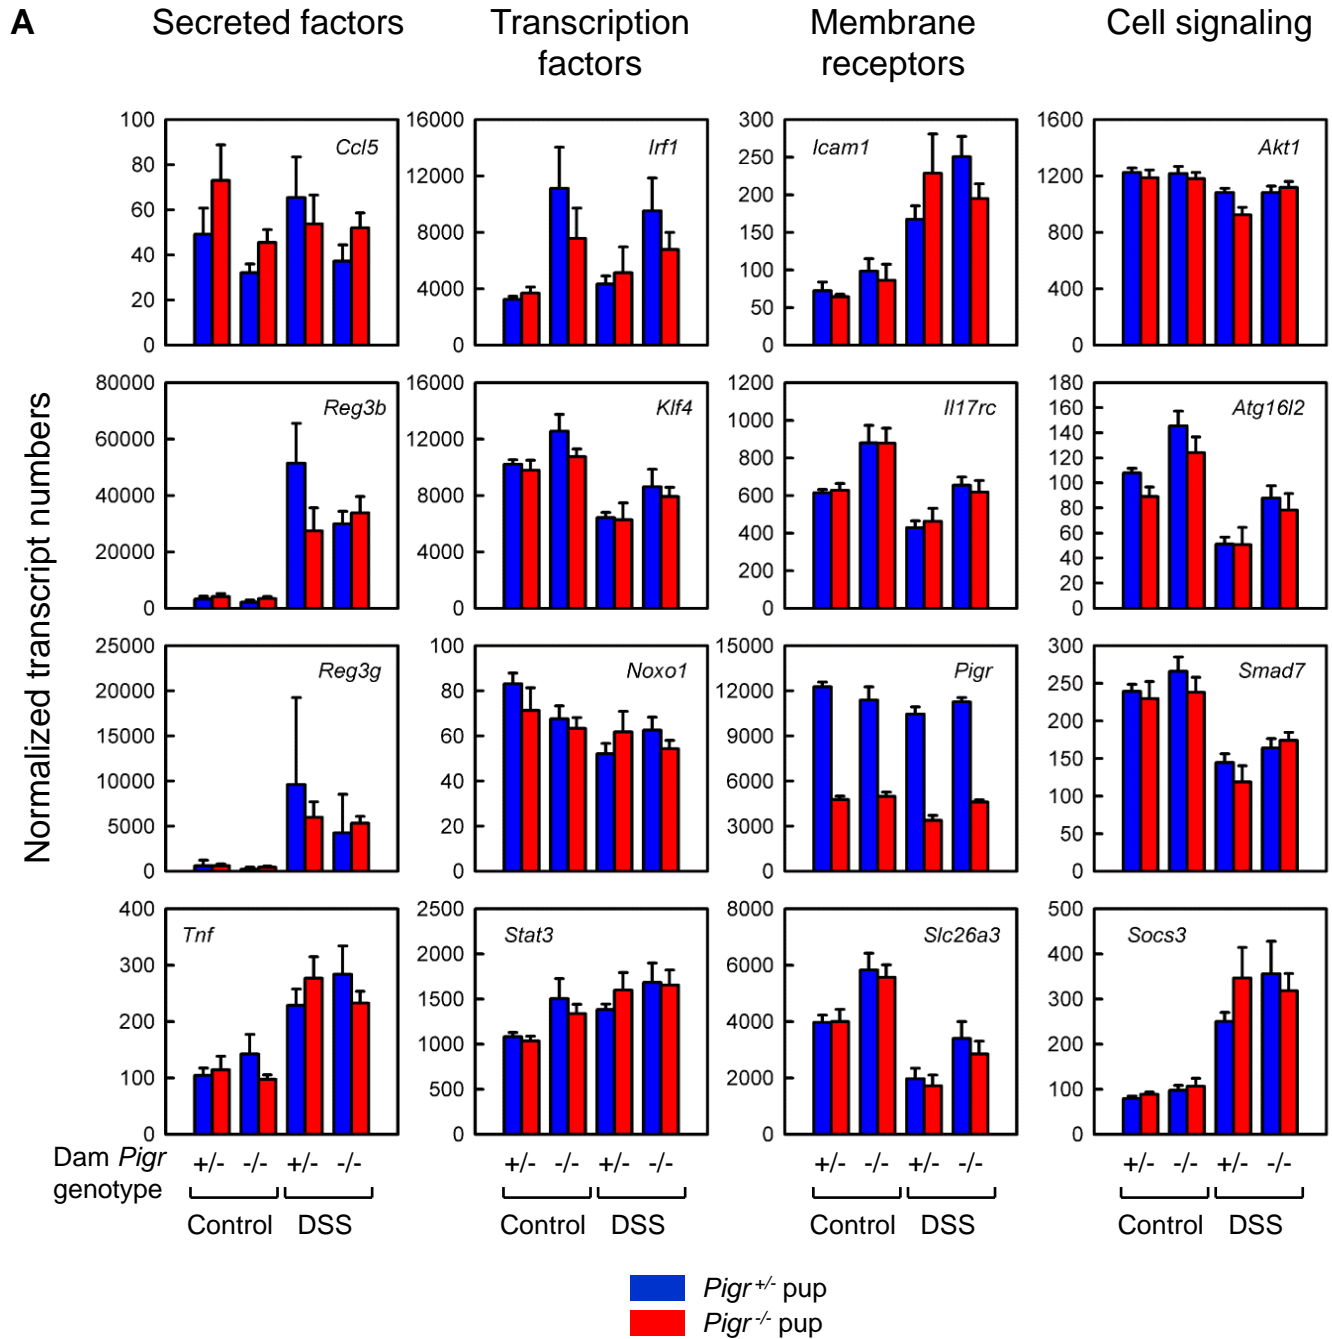 A
Secreted factors
Transcription
factors
Membrane
receptors
Cell signaling
Normalized transcript numbers
100
80
60
40
20
0
Ccl5
16000
12000
8000
4000
0
Irf1
300
250
200
150
100
50
0
Icam1
1600
1200
800
400
0
Akt1
80000
60000
40000
20000
0
Reg3b
16000
12000
8000
4000
0
Klf4
1200
1000
800
600
400
200
0
Il17rc
180
160
140
120
100
80
60
40
20
0
Atg16l2
25000
20000
15000
10000
5000
0
Reg3g
100
80
60
40
20
0
Noxo1
15000
12000
9000
6000
3000
0
Pigr
300
250
200
150
100
50
0
Smad7
400
300
200
100
0
Tnf
2500
2000
1500
1000
500
0
Stat3
8000
6000
4000
2000
0
Slc26a3
500
400
300
200
100
0
Socs3
Dam Pigr
genotype
+/- -/- +/- -/-
+/- -/- +/- -/-
+/- -/- +/- -/-
+/- -/- +/- -/-
Control DSS
Control DSS
Control DSS
Control DSS
Pigr+/- pup
Pigr-/- pup